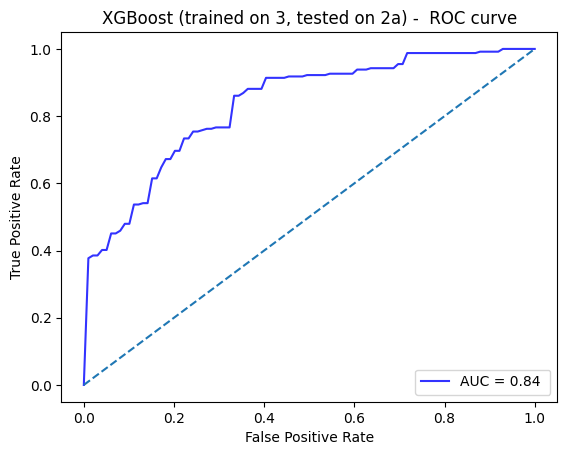 XGBoost (trained on 3, tested on 2a) -  ROC curve
True Positive Rate
1.0
0.8
0.6
0.4
0.2
0.0
AUC = 0.84
0.0 0.2 0.4 0.6 0.8 1.0
False Positive Rate